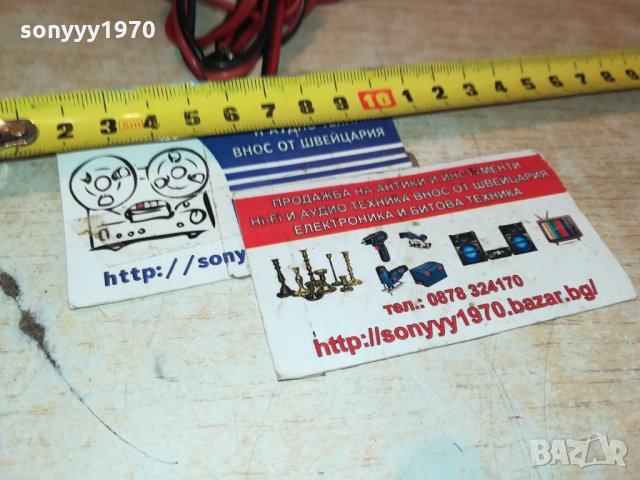 sonyyy1970
2 3 5m 4 5 6 7 8 9 10 1 2 3 4 5 6 7 8 9
И АУДИО
ВНОС ОТ ШВЕЙЦАРИЯ
http://sony
ПРОДАЖБА НА АНТИКИ И ИНСТРУМЕНТИ
HI-FI И АУДИО ТЕХНИКА ВНОС ОТ ШВЕЙЦАРИЯ
ЕЛЕКТРОНИКА И БИТОВА ТЕХНИКА
тел.: 0878 324170
http://sonyyy1970.bazar.bg/
BAZAR